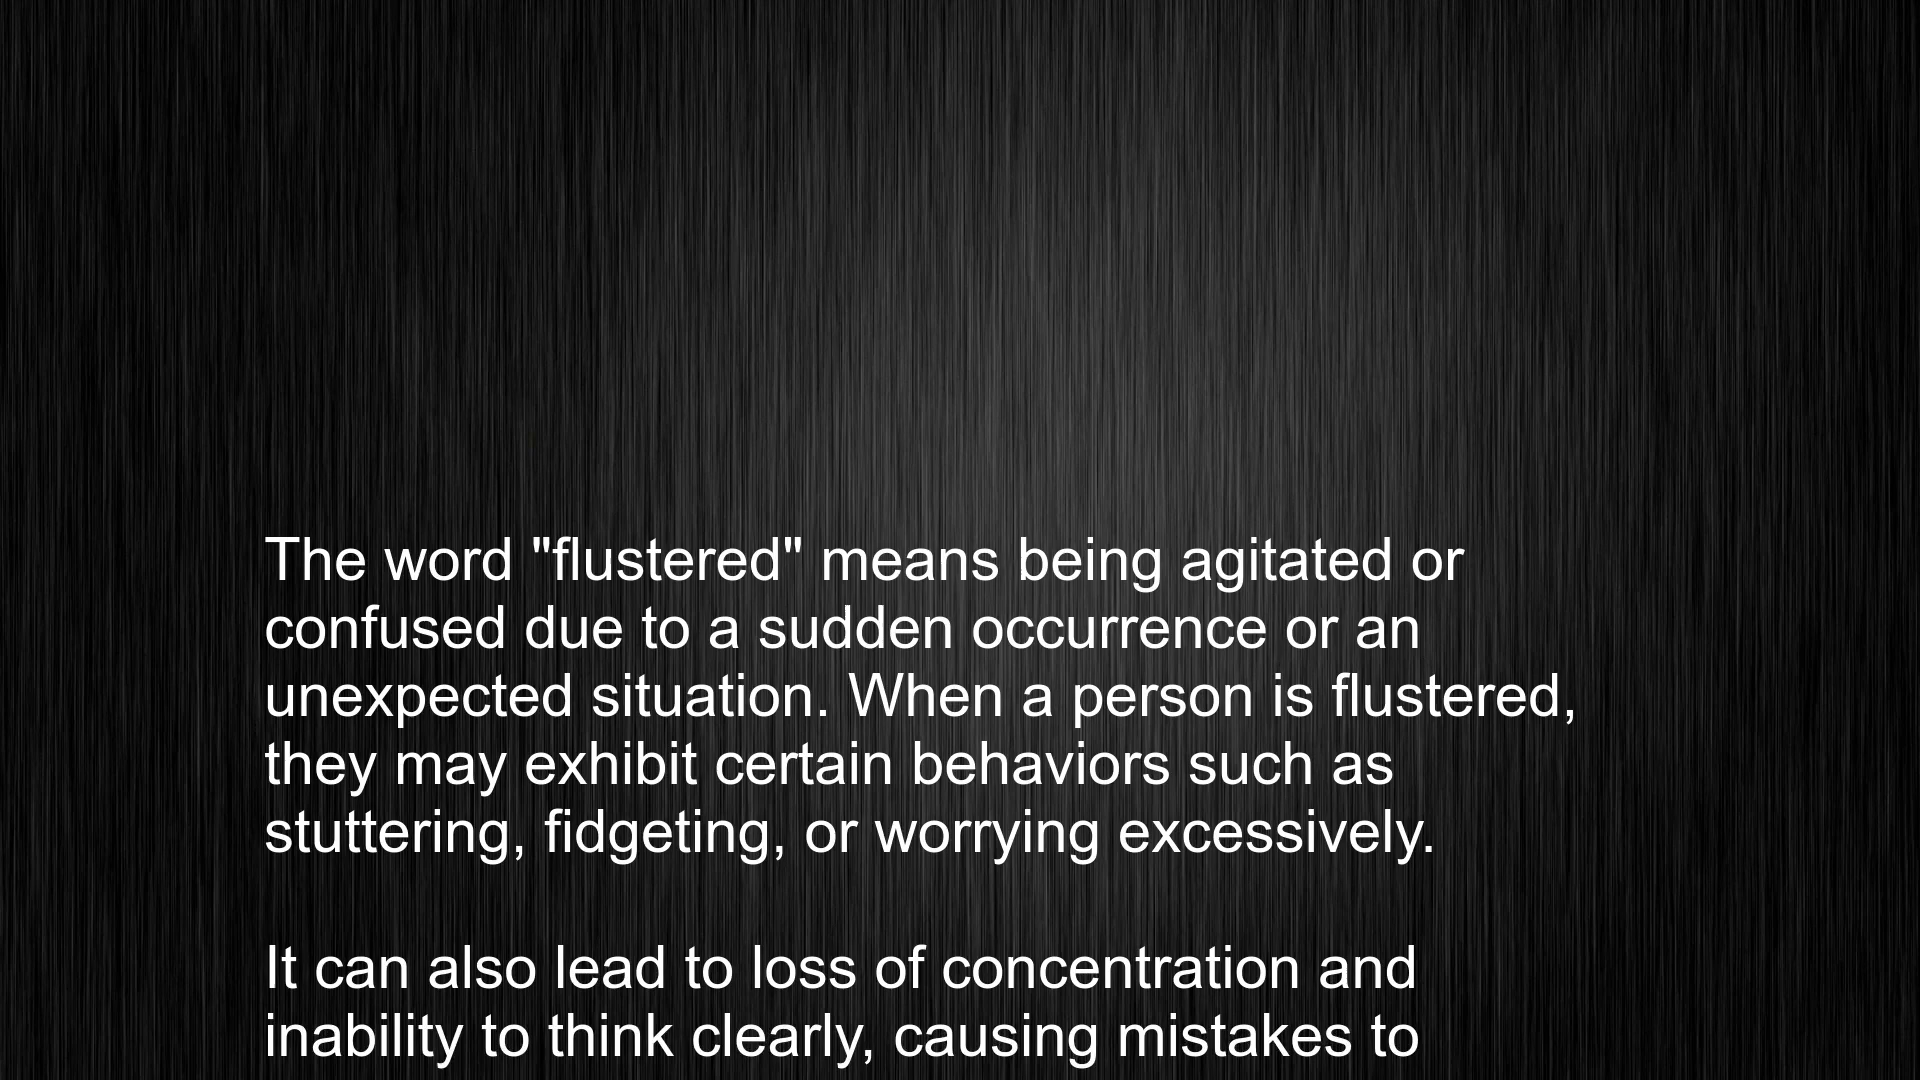 The word "flustered" means being agitated or
confused due to a sudden occurrence or an
unexpected situation. When a person is flustered,
they may exhibit certain behaviors such as
stuttering, fidgeting, or worrying excessively.
It can also lead to loss of concentration and
inability to think clearly, causing mistakes to